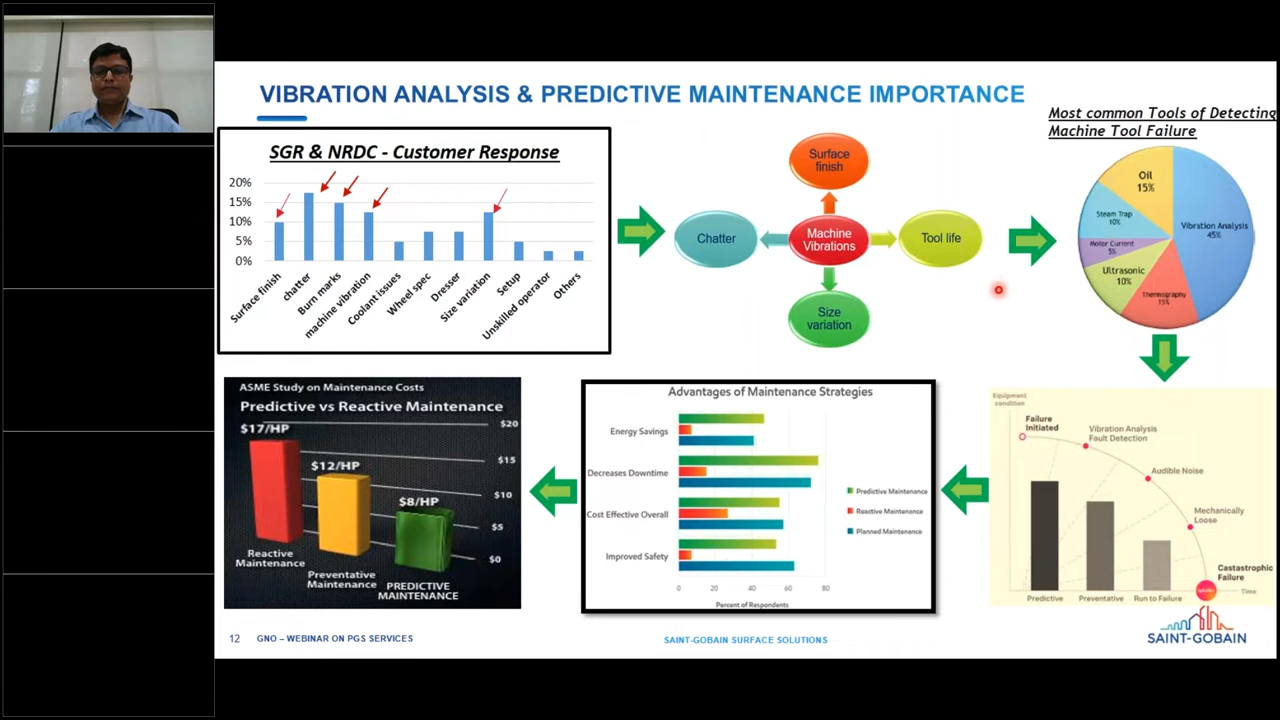 VIBRATION ANALYSIS & PREDICTIVE MAINTENANCE IMPORTANCE
SGR & NRDC - Customer Response
20%
15%
10%
5%
0%
Surface finish
chatter
Burn marks
machine vibration
Coolant issues
Wheel spec
Dresser
Size variation
Setup
Unskilled operator
Others
Surface
finish
Chatter
Machine
Vibrations
Tool life
Size
variation
Most common Tools of Detecting
Machine Tool Failure
Oil
15%
Steam Trap
10%
Motor Current
5%
Ultrasonic
10%
Thermography
15%
Vibration Analysis
45%
ASME Study on Maintenance Costs
Predictive vs Reactive Maintenance
$17/HP
$12/HP
$8/HP
$20
$15
$10
$5
$0
Reactive
Maintenance
Preventative
Maintenance
PREDICTIVE
MAINTENANCE
Advantages of Maintenance Strategies
Energy Savings
Decreases Downtime
Cost Effective Overall
Improved Safety
0
20
40
60
80
Percent of Respondents
Predictive Maintenance
Reactive Maintenance
Planned Maintenance
Equipment
condition
Failure
Initiated
Vibration Analysis
Fault Detection
Audible Noise
Mechanically
Loose
Castastrophic
Failure
Time
Predictive
Preventative
Run to Failure
12
GNO – WEBINAR ON PGS SERVICES
SAINT-GOBAIN SURFACE SOLUTIONS
SAINT-GOBAIN